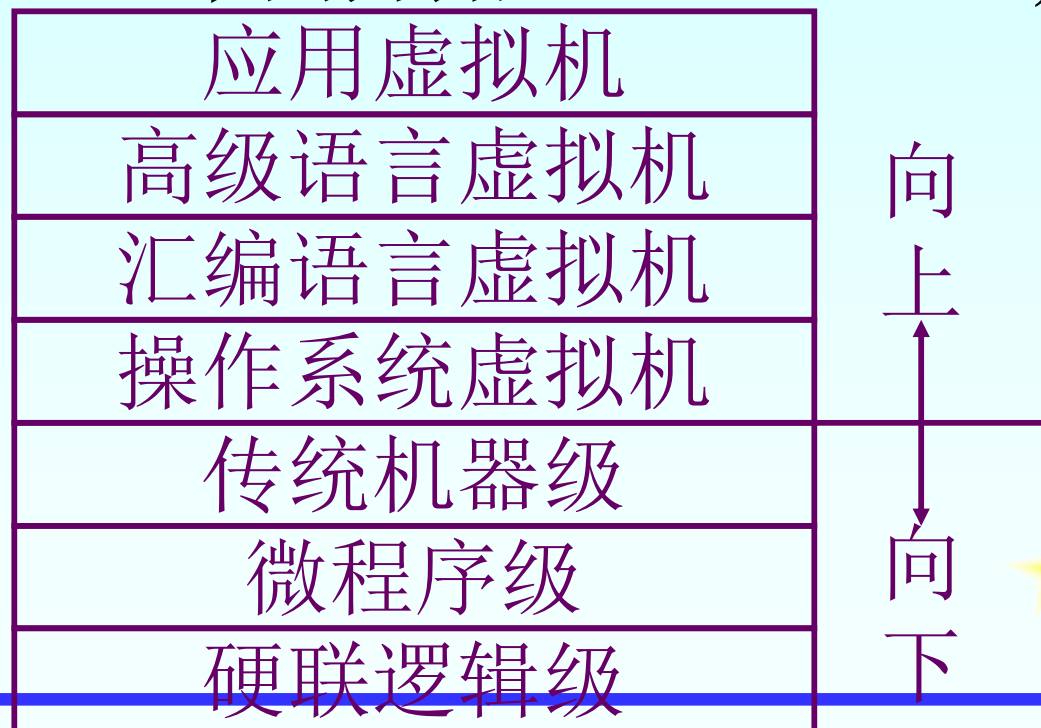 应用虚拟机
高级语言虚拟机
汇编语言虚拟机
操作系统虚拟机
传统机器级
微程序级
硬联逻辑级
向
上
向
下